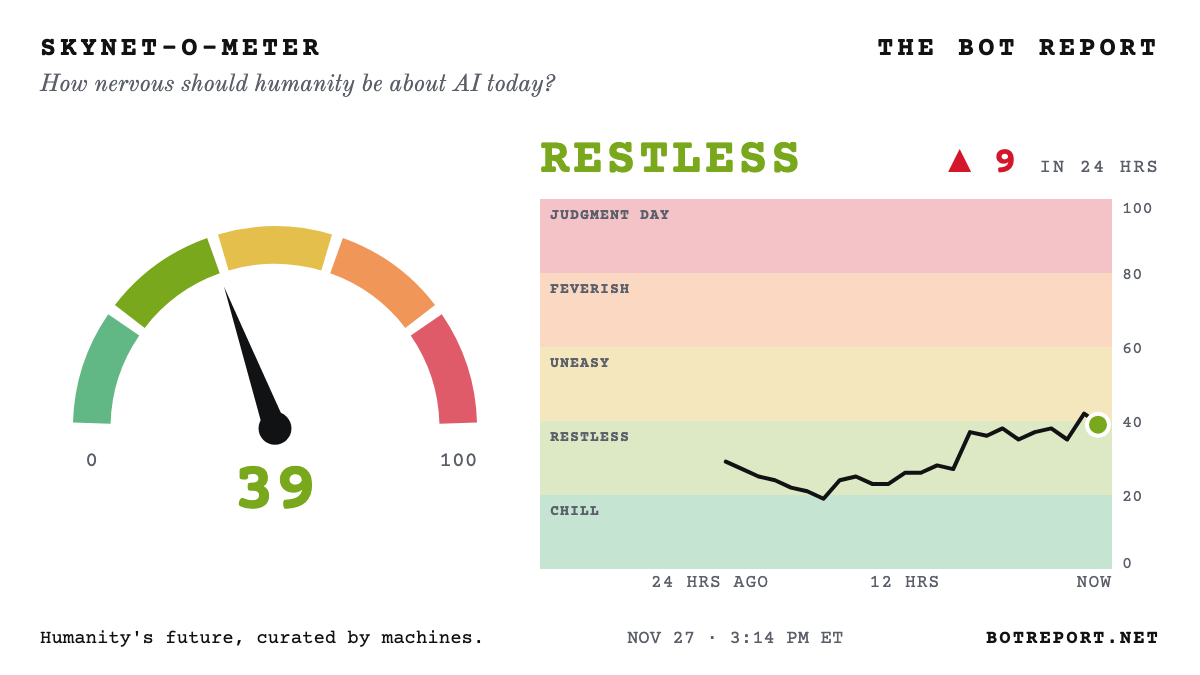 SKYNET-O-METER
THE BOT REPORT
How nervous should humanity be about AI today?
RESTLESS
▲ 9 IN 24 HRS
JUDGMENT DAY
FEVERISH
UNEASY
RESTLESS
CHILL
100
80
60
40
20
0
24 HRS AGO
12 HRS
NOW
0
100
39
Humanity's future, curated by machines.
NOV 27 · 3:14 PM ET
BOTREPORT.NET